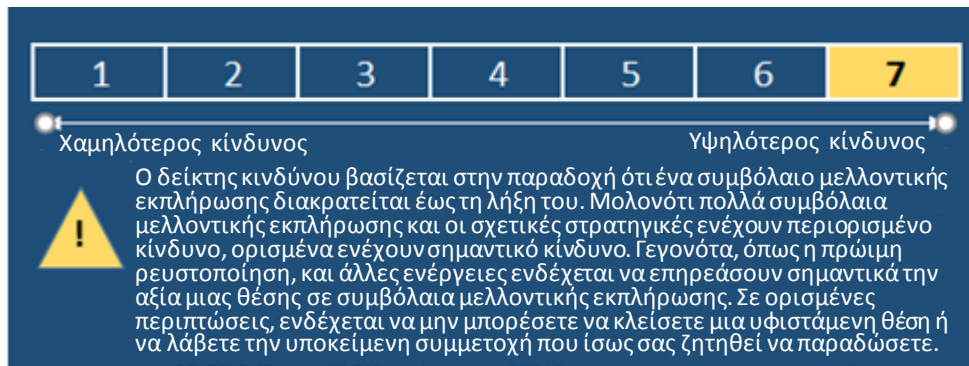 1 2 3 4 5 6 7
Χαμηλότερος κίνδυνος Υψηλότερος κίνδυνος
Ο δείκτης κινδύνου βασίζεται στην παραδοχή ότι ένα συμβόλαιο μελλοντικής
εκπλήρωσης διακρατείται έως τη λήξη του. Μολονότι πολλά συμβόλαια
μελλοντικής εκπλήρωσης και οι σχετικές στρατηγικές ενέχουν περιορισμένο
! κίνδυνο, ορισμένα ενέχουν σημαντικό κίνδυνο. Γεγονότα, όπως η πρώιμη
ρευστοποίηση, και άλλες ενέργειες ενδέχεται να επηρεάσουν σημαντικά την
αξία μιας θέσης σε συμβόλαια μελλοντικής εκπλήρωσης. Σε ορισμένες
περιπτώσεις, ενδέχεται να μην μπορέσετε να κλείσετε μια υφιστάμενη θέση ή
να λάβετε την υποκείμενη συμμετοχή που ίσως σας ζητηθεί να παραδώσετε.